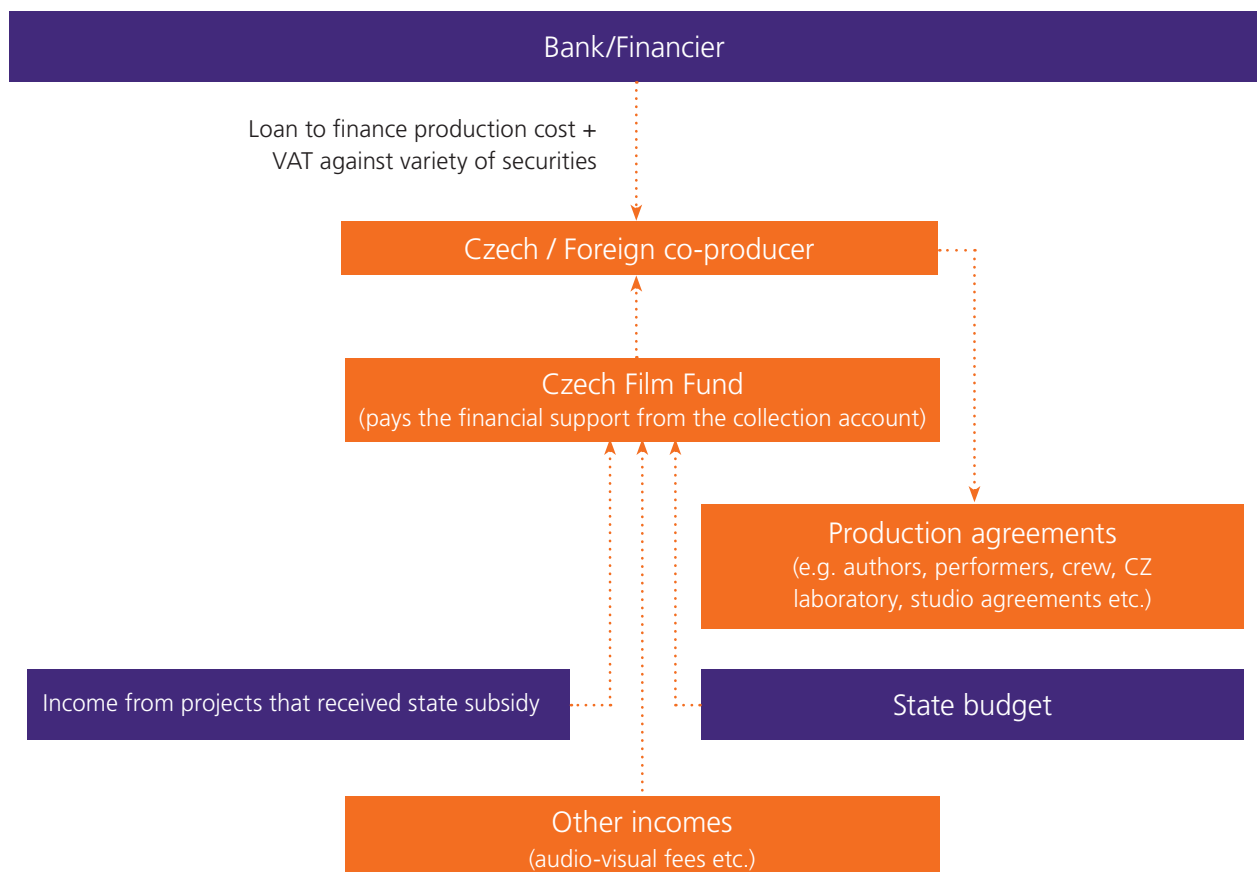 Bank/Financier
Loan to finance production cost +
VAT against variety of securities
Czech / Foreign co-producer
Czech Film Fund
(pays the financial support from the collection account)
Production agreements
(e.g. authors, performers, crew, CZ
laboratory, studio agreements etc.)
Income from projects that received state subsidy
State budget
Other incomes
(audio-visual fees etc.)